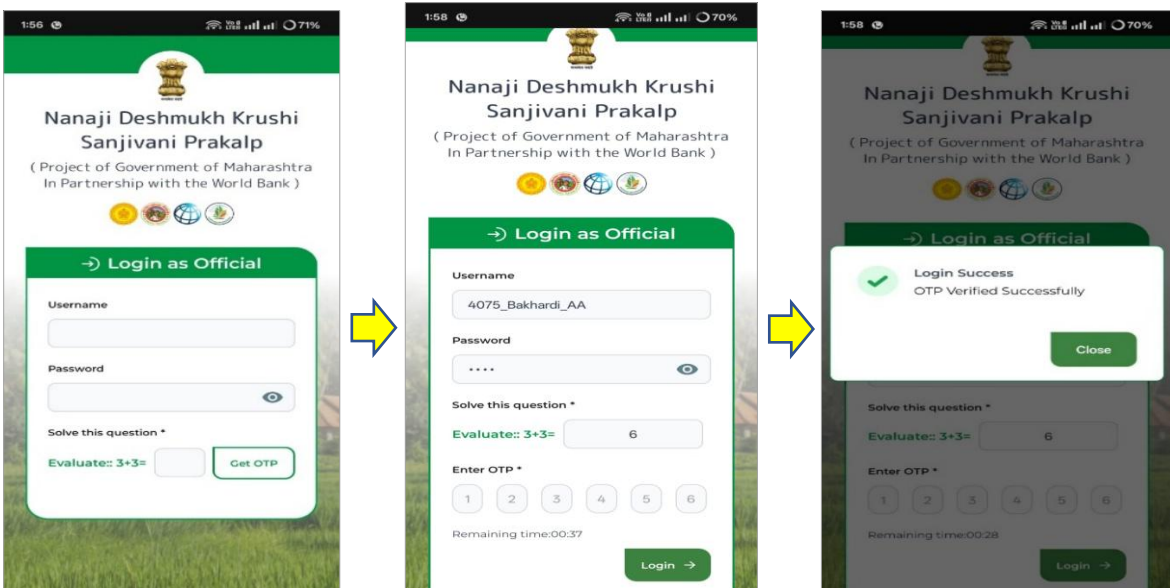 1:56 71%
Nanaji Deshmukh Krushi
Sanjivani Prakalp
( Project of Government of Maharashtra
In Partnership with the World Bank )
Login as Official
Username
Password
Solve this question *
Evaluate:: 3+3=
Get OTP
1:58 70%
Nanaji Deshmukh Krushi
Sanjivani Prakalp
( Project of Government of Maharashtra
In Partnership with the World Bank )
Login as Official
Username
4075_Bakhardi_AA
Password
....
Solve this question *
Evaluate:: 3+3= 6
Enter OTP *
1 2 3 4 5 6
Remaining time:00:37
Login →
1:58 70%
Nanaji Deshmukh Krushi
Sanjivani Prakalp
( Project of Government of Maharashtra
In Partnership with the World Bank )
Login as Official
Login Success
OTP Verified Successfully
Close
Solve this question *
Evaluate:: 3+3= 6
Enter OTP *
1 2 3 4 5 6
Remaining time:00:28
Login →